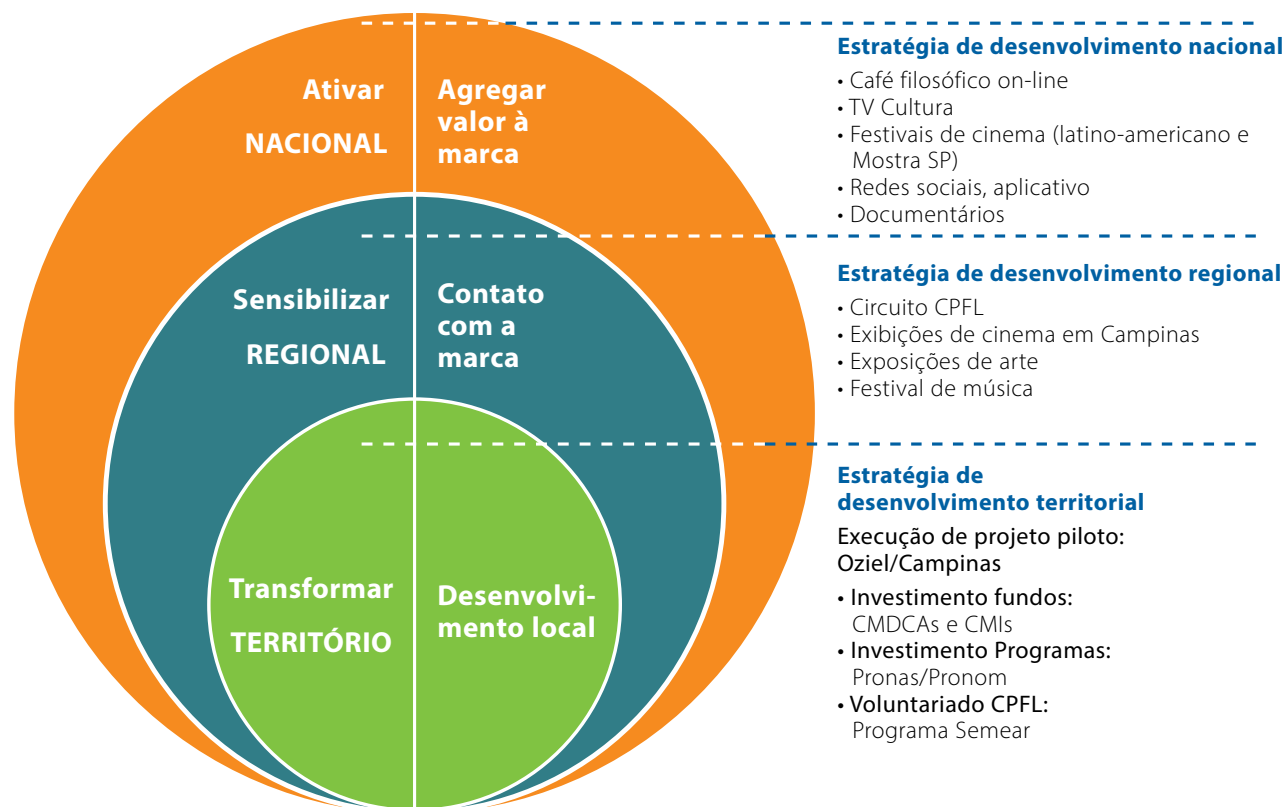 Ativar
NACIONAL
Agregar
valor à
marca
Estratégia de desenvolvimento nacional
• Café filosófico on-line
• TV Cultura
• Festivais de cinema (latino-americano e
Mostra SP)
• Redes sociais, aplicativo
• Documentários
Sensibilizar
REGIONAL
Contato
com a
marca
Estratégia de desenvolvimento regional
• Circuito CPFL
• Exibições de cinema em Campinas
• Exposições de arte
• Festival de música
Transformar
TERRITÓRIO
Desenvolvi-
mento local
Estratégia de
desenvolvimento territorial
Execução de projeto piloto:
Oziel/Campinas
• Investimento fundos:
CMDCAs e CMIs
• Investimento Programas:
Pronas/Pronom
• Voluntariado CPFL:
Programa Semear